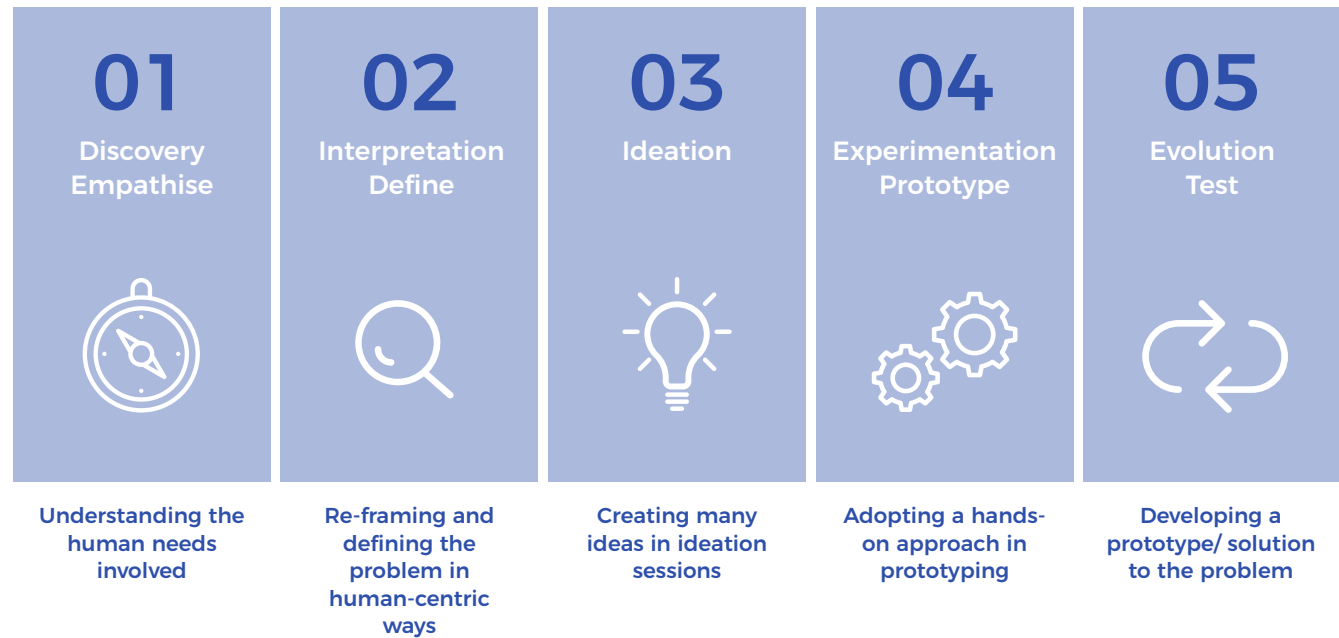 01
Discovery
Empathise
Understanding the
human needs
involved
02
Interpretation
Define
Re-framing and
defining the
problem in
human-centric
ways
03
Ideation
Creating many
ideas in ideation
sessions
04
Experimentation
Prototype
Adopting a hands-
on approach in
prototyping
05
Evolution
Test
Developing a
prototype/ solution
to the problem